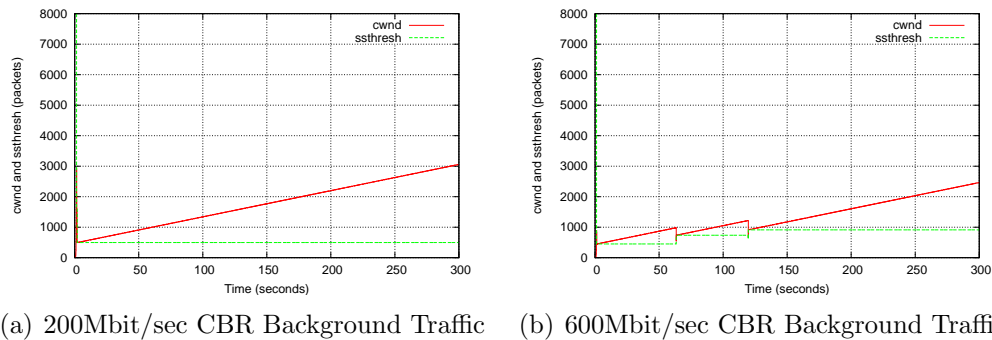 8000
7000
6000
5000
4000
3000
2000
1000
0
cwnd and ssthresh (packets)
cwnd
ssthresh
0 50 100 150 200 250 300
Time (seconds)
(a) 200Mbit/sec CBR Background Traffic
8000
7000
6000
5000
4000
3000
2000
1000
0
cwnd and ssthresh (packets)
cwnd
ssthresh
0 50 100 150 200 250 300
Time (seconds)
(b) 600Mbit/sec CBR Background Traffi